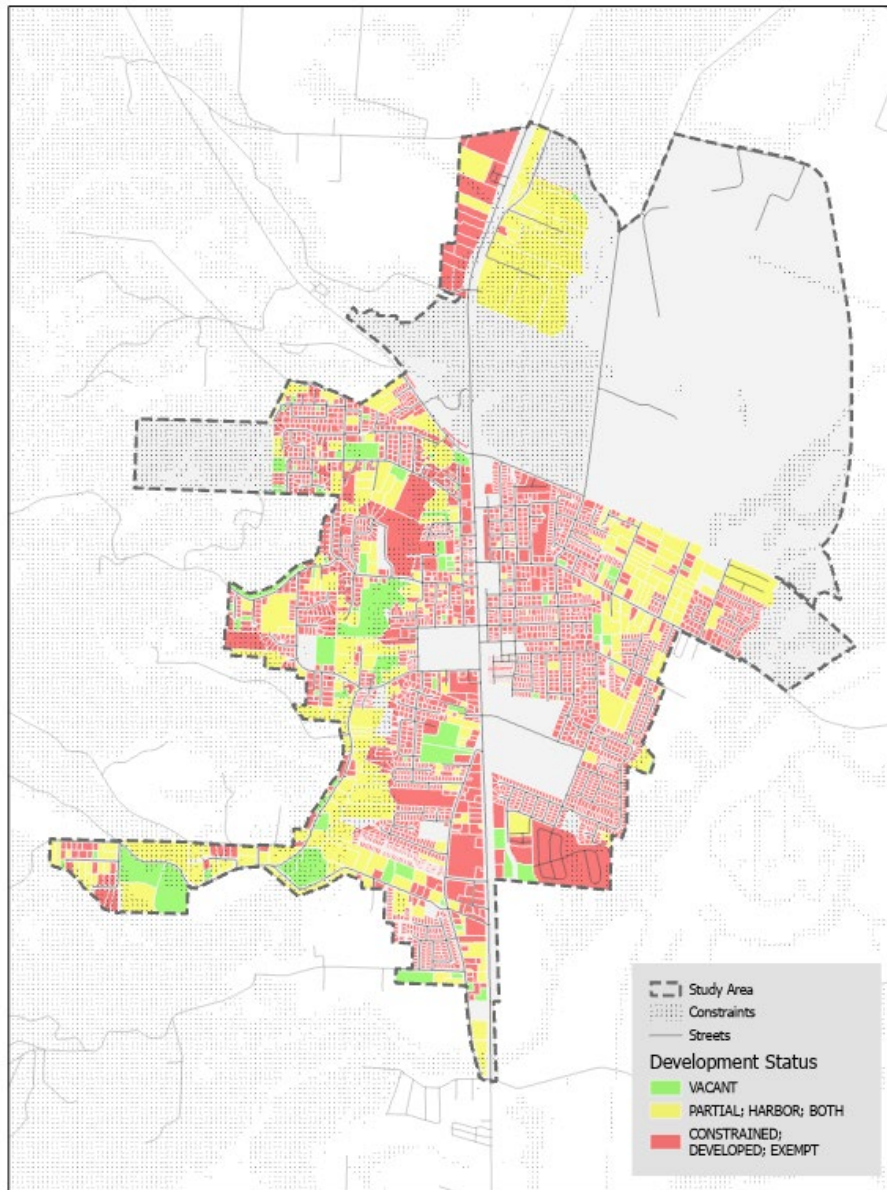 Study Area
Constraints
Streets
Development Status
VACANT
PARTIAL; HARBOR; BOTH
CONSTRAINED;
DEVELOPED; EXEMPT